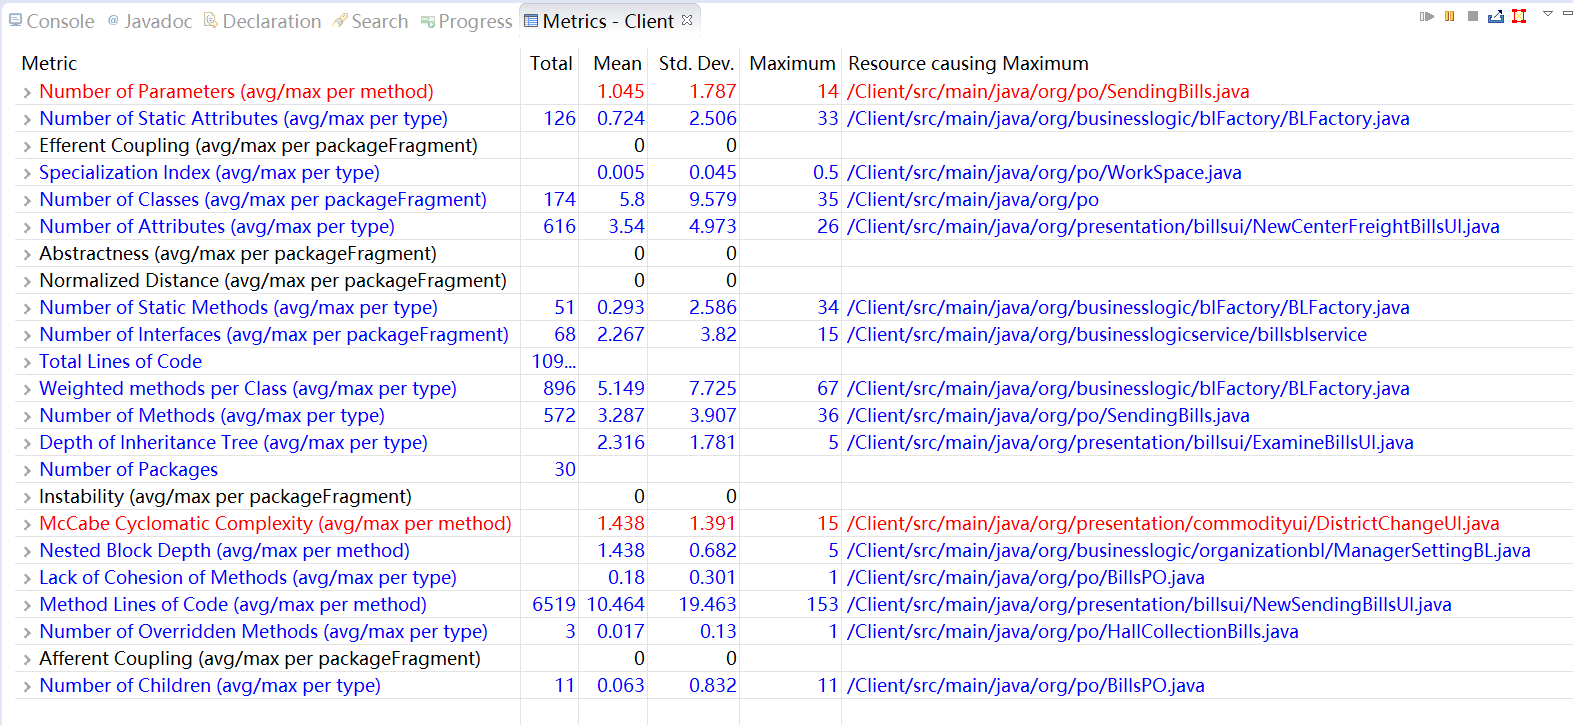 Console @ Javadoc Declaration Search Progress Metrics - Client
Metric Total Mean Std. Dev. Maximum Resource causing Maximum
Number of Parameters (avg/max per method) 1.045 1.787 14 /Client/src/main/java/org/po/SendingBills.java
Number of Static Attributes (avg/max per type) 126 0.724 2.506 33 /Client/src/main/java/org/businesslogic/blFactory/BLFactory.java
Efferent Coupling (avg/max per packageFragment) 0 0
Specialization Index (avg/max per type) 0.005 0.045 0.5 /Client/src/main/java/org/po/WorkSpace.java
Number of Classes (avg/max per packageFragment) 174 5.8 9.579 35 /Client/src/main/java/org/po
Number of Attributes (avg/max per type) 616 3.54 4.973 26 /Client/src/main/java/org/presentation/billsui/NewCenterFreightBillsUI.java
Abstractness (avg/max per packageFragment) 0 0
Normalized Distance (avg/max per packageFragment) 0 0
Number of Static Methods (avg/max per type) 51 0.293 2.586 34 /Client/src/main/java/org/businesslogic/blFactory/BLFactory.java
Number of Interfaces (avg/max per packageFragment) 68 2.267 3.82 15 /Client/src/main/java/org/businesslogicservice/billsblservice
Total Lines of Code 109...
Weighted methods per Class (avg/max per type) 896 5.149 7.725 67 /Client/src/main/java/org/businesslogic/blFactory/BLFactory.java
Number of Methods (avg/max per type) 572 3.287 3.907 36 /Client/src/main/java/org/po/SendingBills.java
Depth of Inheritance Tree (avg/max per type) 2.316 1.781 5 /Client/src/main/java/org/presentation/billsui/ExamineBillsUI.java
Number of Packages 30
Instability (avg/max per packageFragment) 0 0
McCabe Cyclomatic Complexity (avg/max per method) 1.438 1.391 15 /Client/src/main/java/org/presentation/commodityui/DistrictChangeUI.java
Nested Block Depth (avg/max per method) 1.438 0.682 5 /Client/src/main/java/org/businesslogic/organizationbl/ManagerSettingBL.java
Lack of Cohesion of Methods (avg/max per type) 0.18 0.301 1 /Client/src/main/java/org/po/BillsPO.java
Method Lines of Code (avg/max per method) 6519 10.464 19.463 153 /Client/src/main/java/org/presentation/billsui/NewSendingBillsUI.java
Number of Overridden Methods (avg/max per type) 3 0.017 0.13 1 /Client/src/main/java/org/po/HallCollectionBills.java
Afferent Coupling (avg/max per packageFragment) 0 0
Number of Children (avg/max per type) 11 0.063 0.832 11 /Client/src/main/java/org/po/BillsPO.java